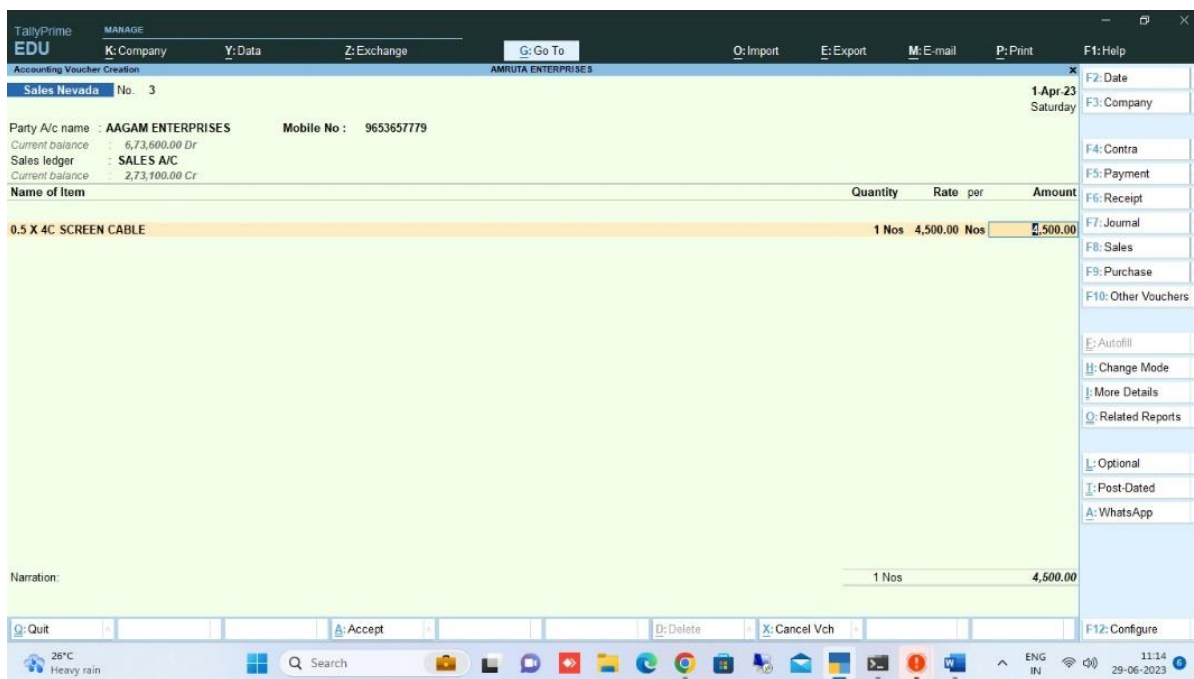 TallyPrime
EDU
MANAGE
K: Company Y: Data Z: Exchange G: Go To O: Import E: Export M: E-mail P: Print F1: Help
Accounting Voucher Creation AMRUTA ENTERPRISES x
Sales Nevada No. 3 1-Apr-23
Saturday
Party A/c name : AAGAM ENTERPRISES Mobile No : 9653657779
Current balance : 6,73,600.00 Dr
Sales ledger : SALES A/C
Current balance : 2,73,100.00 Cr
Name of Item Quantity Rate per Amount
0.5 X 4C SCREEN CABLE 1 Nos 4,500.00 Nos 4,500.00
Narration: 1 Nos 4,500.00
F2: Date
F3: Company
F4: Contra
F5: Payment
F6: Receipt
F7: Journal
F8: Sales
F9: Purchase
F10: Other Vouchers
E: Autofill
H: Change Mode
I: More Details
O: Related Reports
L: Optional
T: Post-Dated
A: WhatsApp
Q: Quit A: Accept D: Delete X: Cancel Vch F12: Configure
26°C
Heavy rain
Search
ENG
IN
11:14
29-06-2023
6